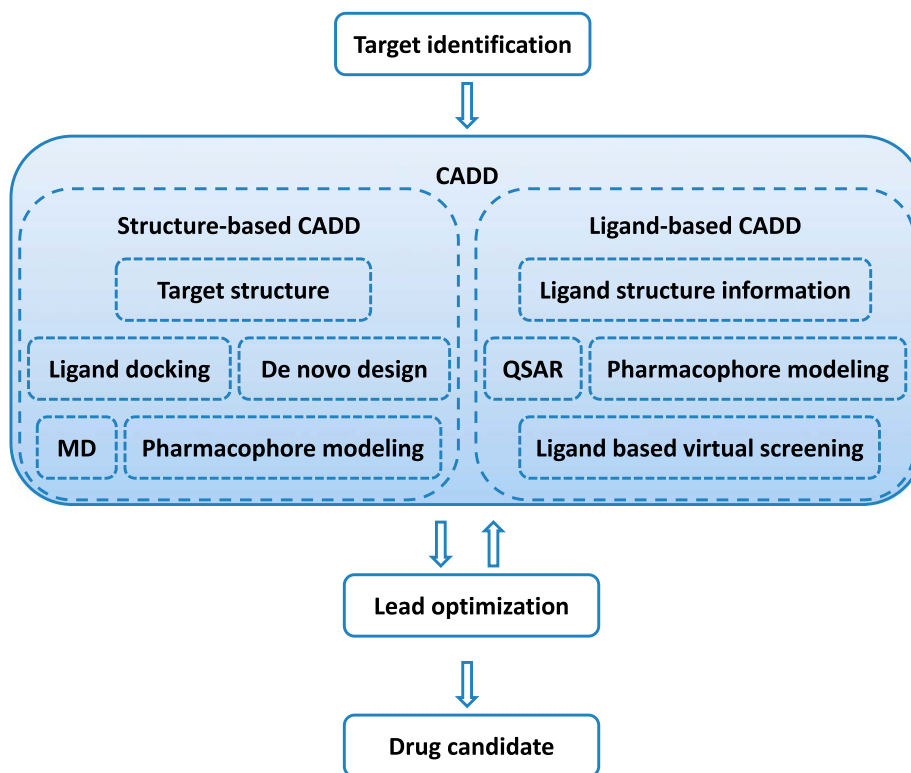 Target identification
CADD
Structure-based CADD
Target structure
Ligand docking
De novo design
MD
Pharmacophore modeling
Ligand-based CADD
Ligand structure information
QSAR
Pharmacophore modeling
Ligand based virtual screening
Lead optimization
Drug candidate